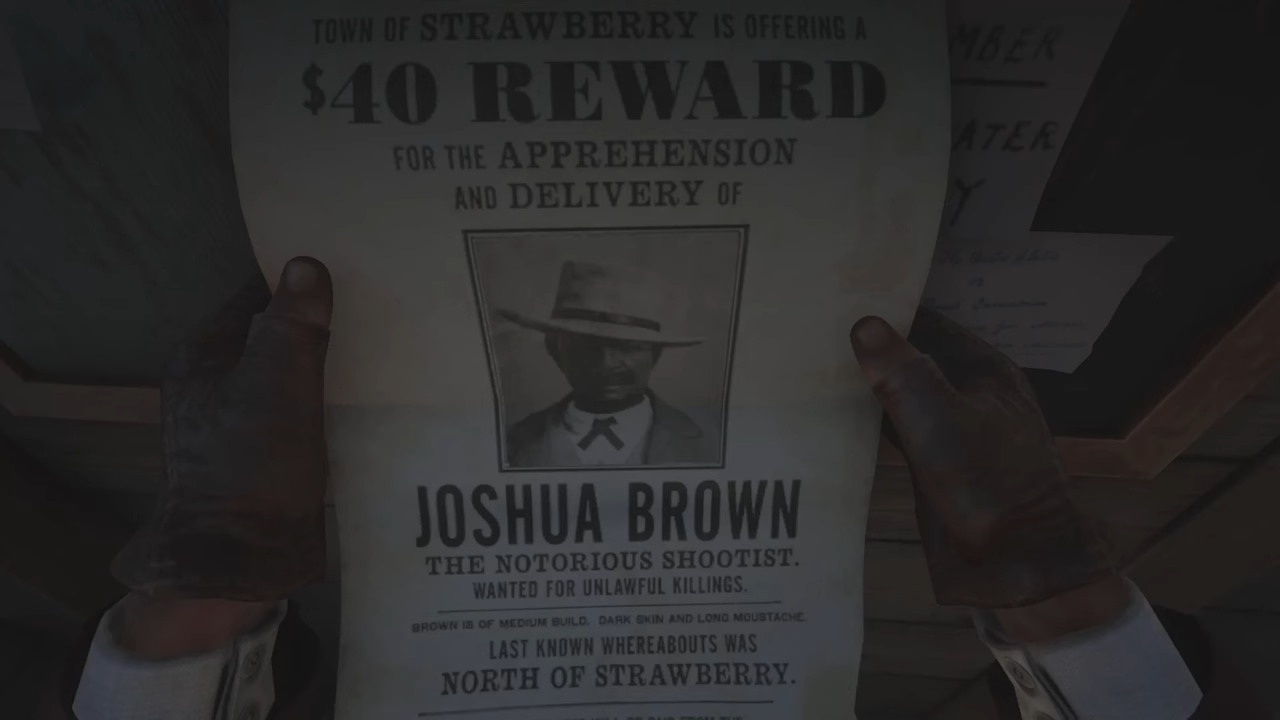 TOWN OF STRAWBERRY IS OFFERING A
$40 REWARD
FOR THE APPREHENSION
AND DELIVERY OF
JOSHUA BROWN
THE NOTORIOUS SHOOTIST.
WANTED FOR UNLAWFUL KILLINGS.
BROWN IS OF MEDIUM BUILD, DARK SKIN AND LONG MOUSTACHE.
LAST KNOWN WHEREABOUTS WAS
NORTH OF STRAWBERRY.
MBER
ATER
Y